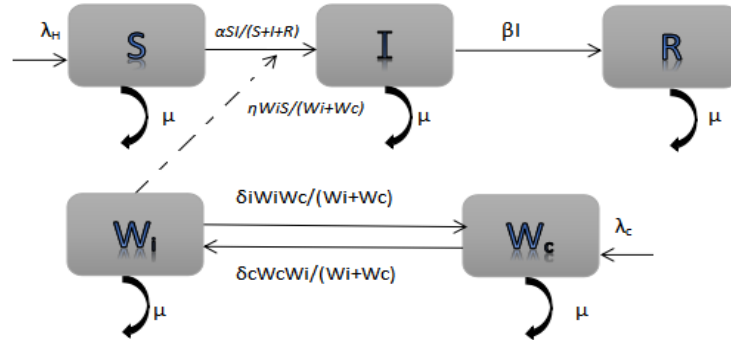 λH
S
αSI/(S+I+R)
I
βI
R
μ
ηWiS/(Wi+Wc)
μ
μ
Wi
δiWiWc/(Wi+Wc)
δcWcWi/(Wi+Wc)
Wc
λc
μ
μ